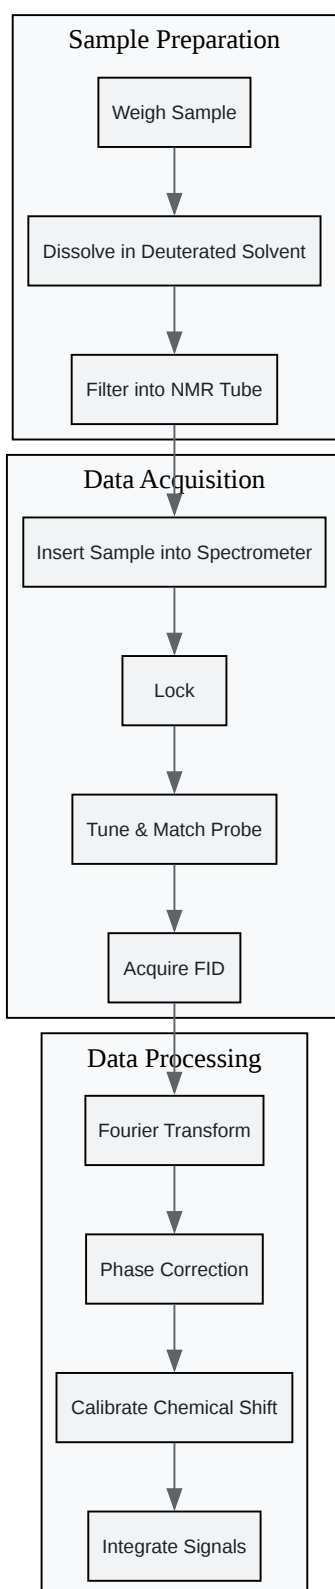 Sample Preparation
Weigh Sample
Dissolve in Deuterated Solvent
Filter into NMR Tube
Data Acquisition
Insert Sample into Spectrometer
Lock
Tune & Match Probe
Acquire FID
Data Processing
Fourier Transform
Phase Correction
Calibrate Chemical Shift
Integrate Signals